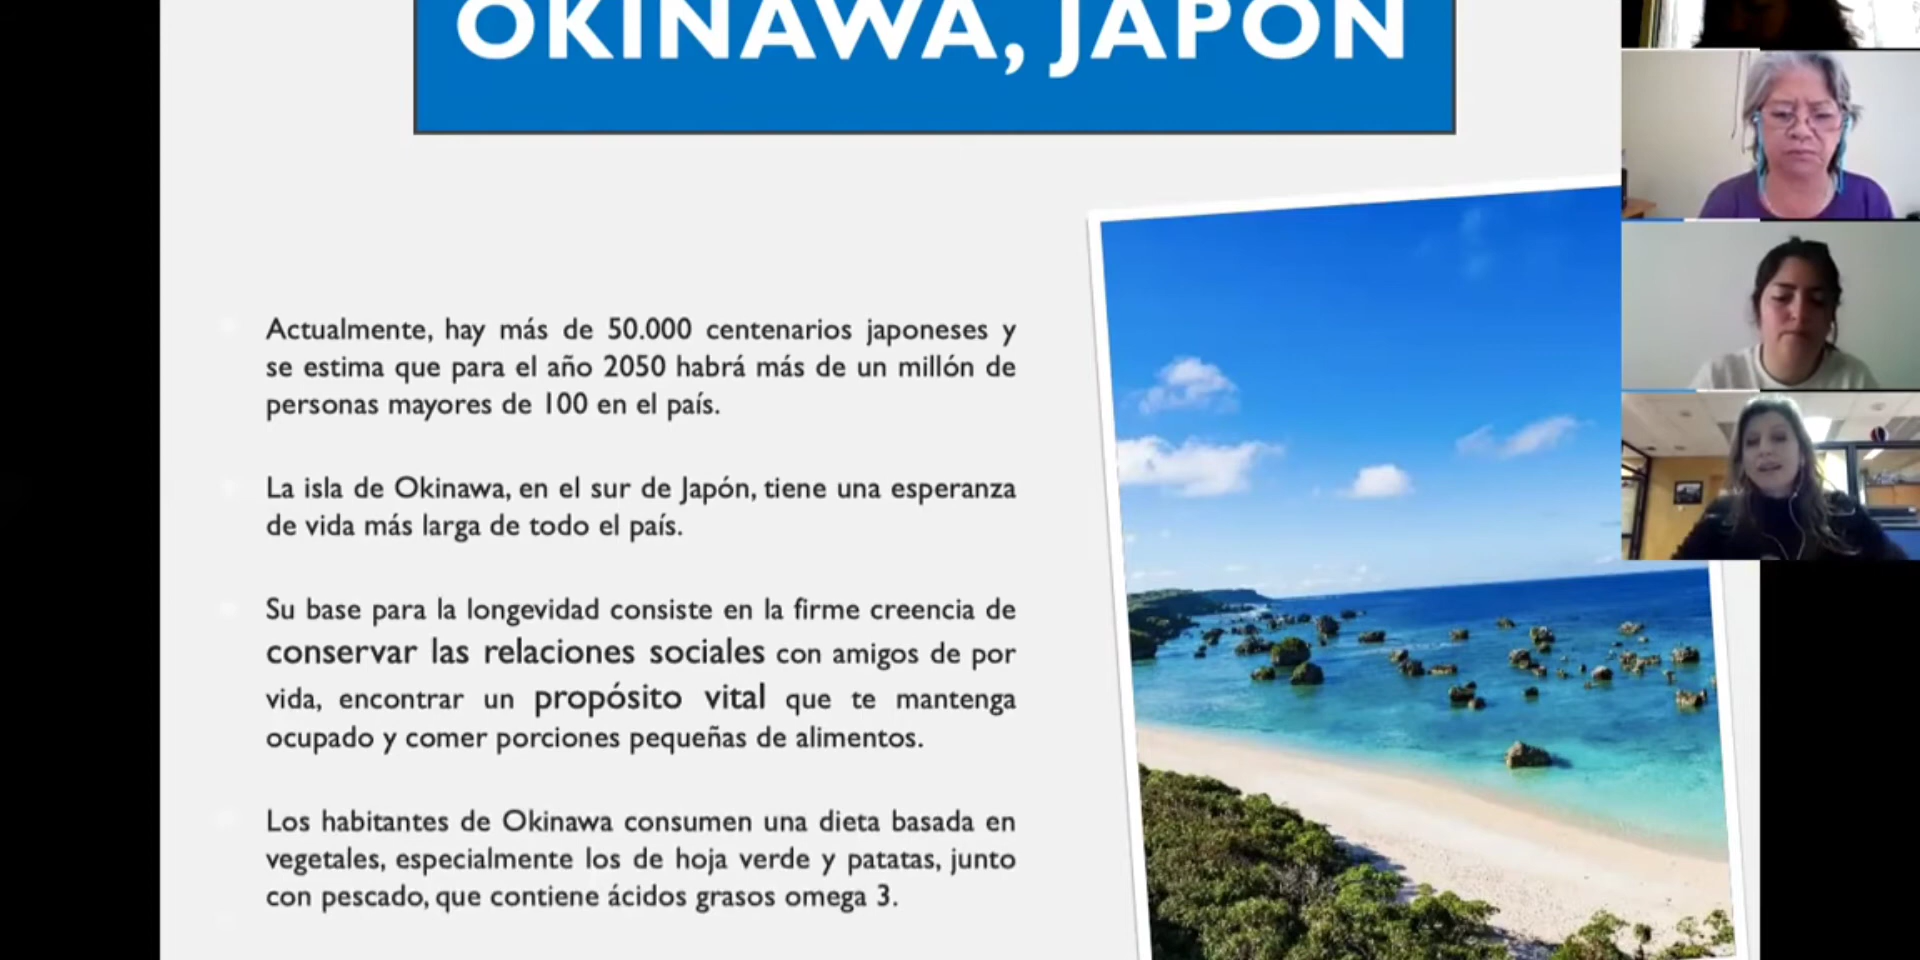 OKINAWA, JAPÓN
Actualmente, hay más de 50.000 centenarios japoneses y
se estima que para el año 2050 habrá más de un millón de
personas mayores de 100 en el país.
La isla de Okinawa, en el sur de Japón, tiene una esperanza
de vida más larga de todo el país.
Su base para la longevidad consiste en la firme creencia de
conservar las relaciones sociales con amigos de por
vida, encontrar un propósito vital que te mantenga
ocupado y comer porciones pequeñas de alimentos.
Los habitantes de Okinawa consumen una dieta basada en
vegetales, especialmente los de hoja verde y patatas, junto
con pescado, que contiene ácidos grasos omega 3.